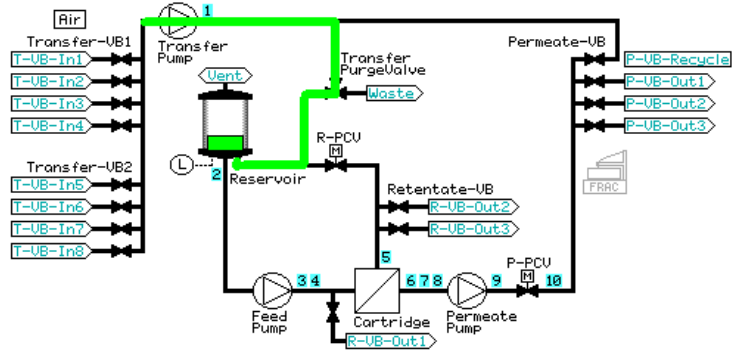 Air
1
Transfer
Pump
Transfer-VB1
T-VB-In1
T-VB-In2
T-VB-In3
T-VB-In4
Transfer-VB2
T-VB-In5
T-VB-In6
T-VB-In7
T-VB-In8
Vent
Transfer
PurgeValve
Waste
Permeate-VB
P-VB-Recycle
P-VB-Out1
P-VB-Out2
P-VB-Out3
FRAC
R-PCV
M
L
2
Reservoir
Retentate-VB
R-VB-Out2
R-VB-Out3
5
P-PCV
M
3 4
6 7 8
9
10
Feed
Pump
Cartridge
Permeate
Pump
R-VB-Out1